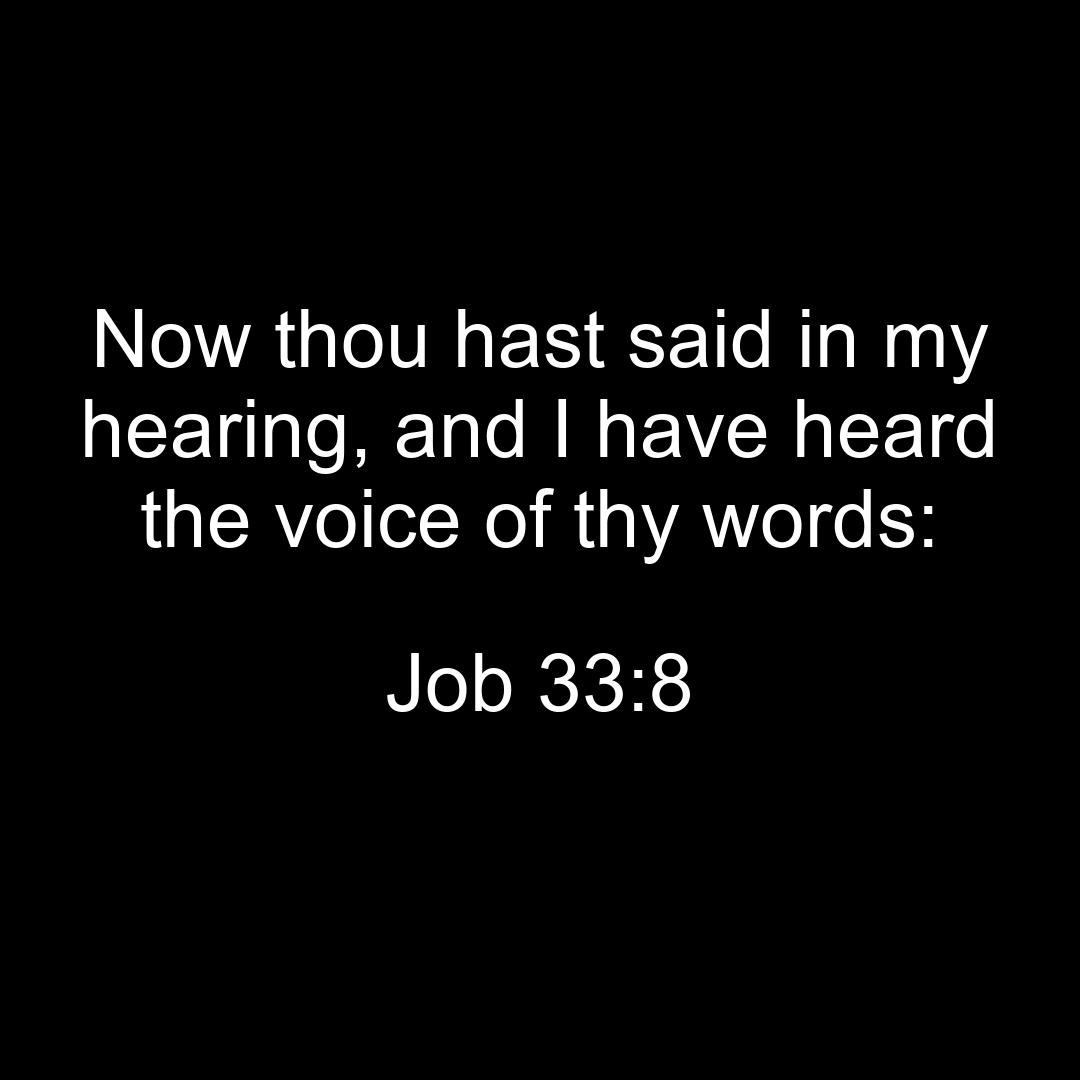 Now thou hast said in my
hearing, and I have heard
the voice of thy words:
Job 33:8